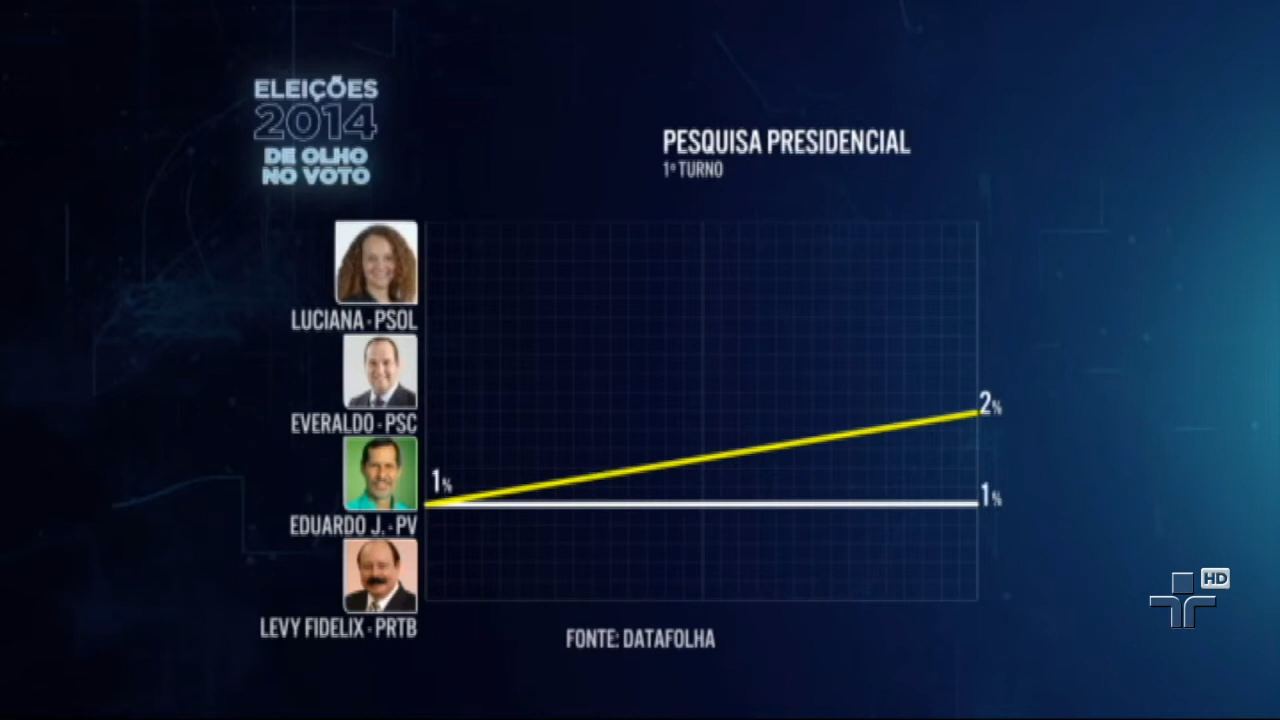 ELEIÇÕES
2014
DE OLHO
NO VOTO
PESQUISA PRESIDENCIAL
1º TURNO
LUCIANA - PSOL
EVERALDO - PSC
EDUARDO J. - PV
LEVY FIDELIX - PRTB
1%
2%
1%
FONTE: DATAFOLHA
HD